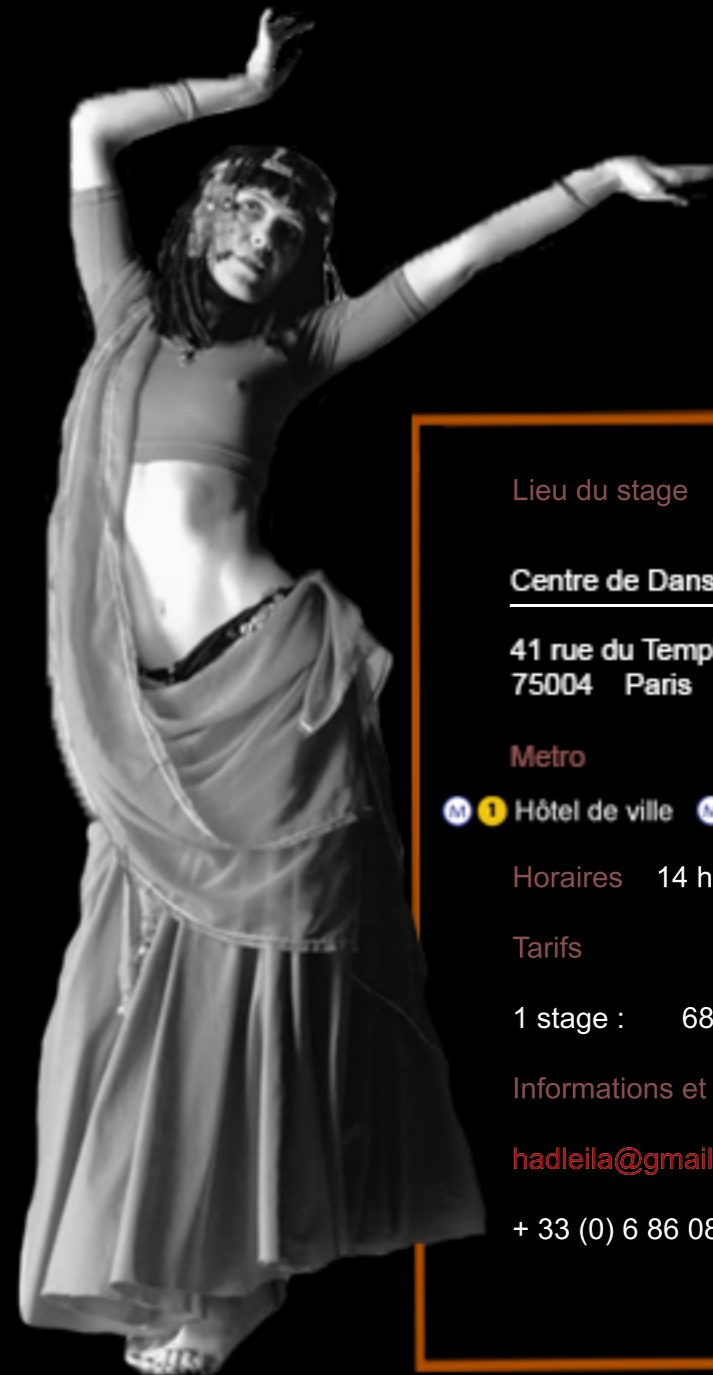 Lieu du stage
Centre de Dans
41 rue du Temp
75004 Paris
Metro
M 1 Hôtel de ville
Horaires 14 h
Tarifs
1 stage : 68
Informations et
hadleila@gmail
+ 33 (0) 6 86 08